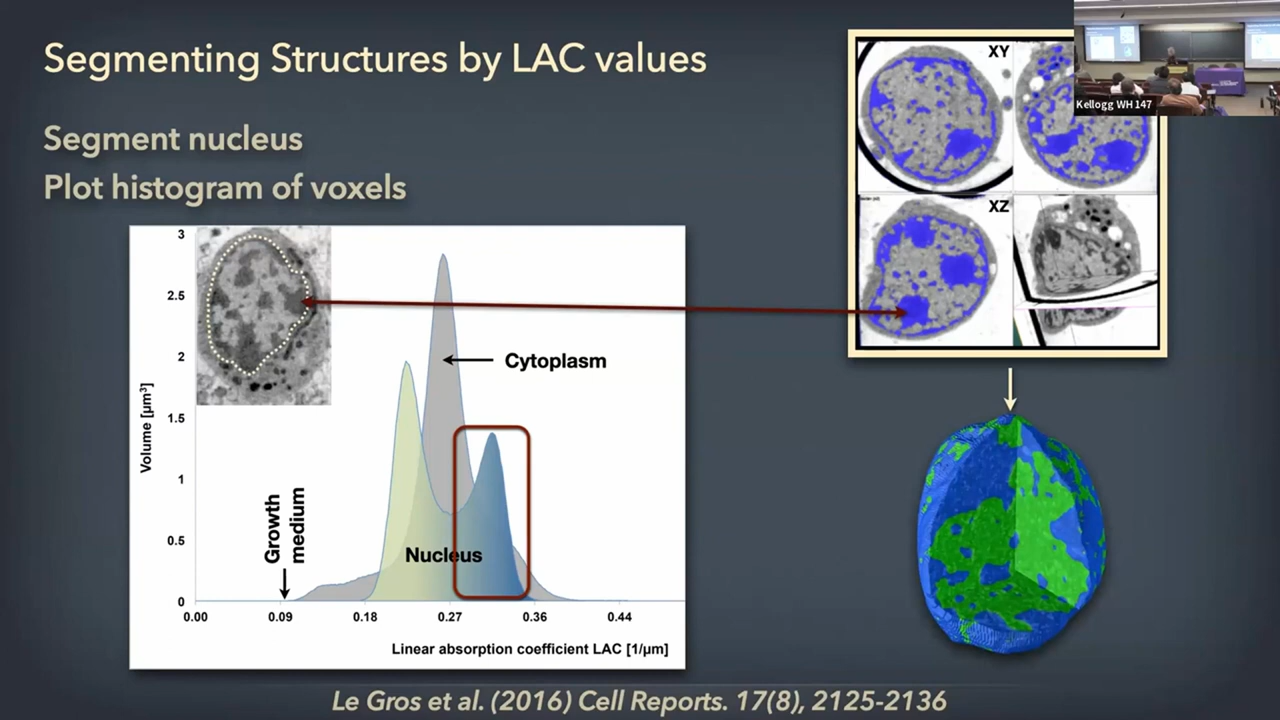 Segmenting Structures by LAC values
Segment nucleus
Plot histogram of voxels
3
2.5
2
1.5
1
0.5
0
Volume [µm³]
Growth
medium
Cytoplasm
Nucleus
0.00
0.09
0.18
0.27
0.36
0.44
Linear absorption coefficient LAC [1/µm]
XY
XZ
Kellogg WH 147
Le Gros et al. (2016) Cell Reports. 17(8), 2125-2136